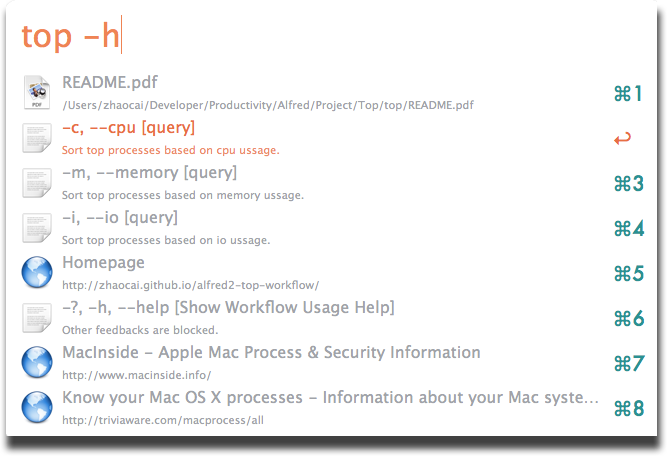 top -h
README.pdf
/Users/zhaocai/Developer/Productivity/Alfred/Project/Top/top/README.pdf
⌘1
PDF
-c, --cpu [query]
Sort top processes based on cpu ussage.
↩
-m, --memory [query]
Sort top processes based on memory ussage.
⌘3
-i, --io [query]
Sort top processes based on io ussage.
⌘4
Homepage
http://zhaocai.github.io/alfred2-top-workflow/
⌘5
-?, -h, --help [Show Workflow Usage Help]
Other feedbacks are blocked.
⌘6
MacInside - Apple Mac Process & Security Information
http://www.macinside.info/
⌘7
Know your Mac OS X processes - Information about your Mac syste...
http://triviaware.com/macprocess/all
⌘8